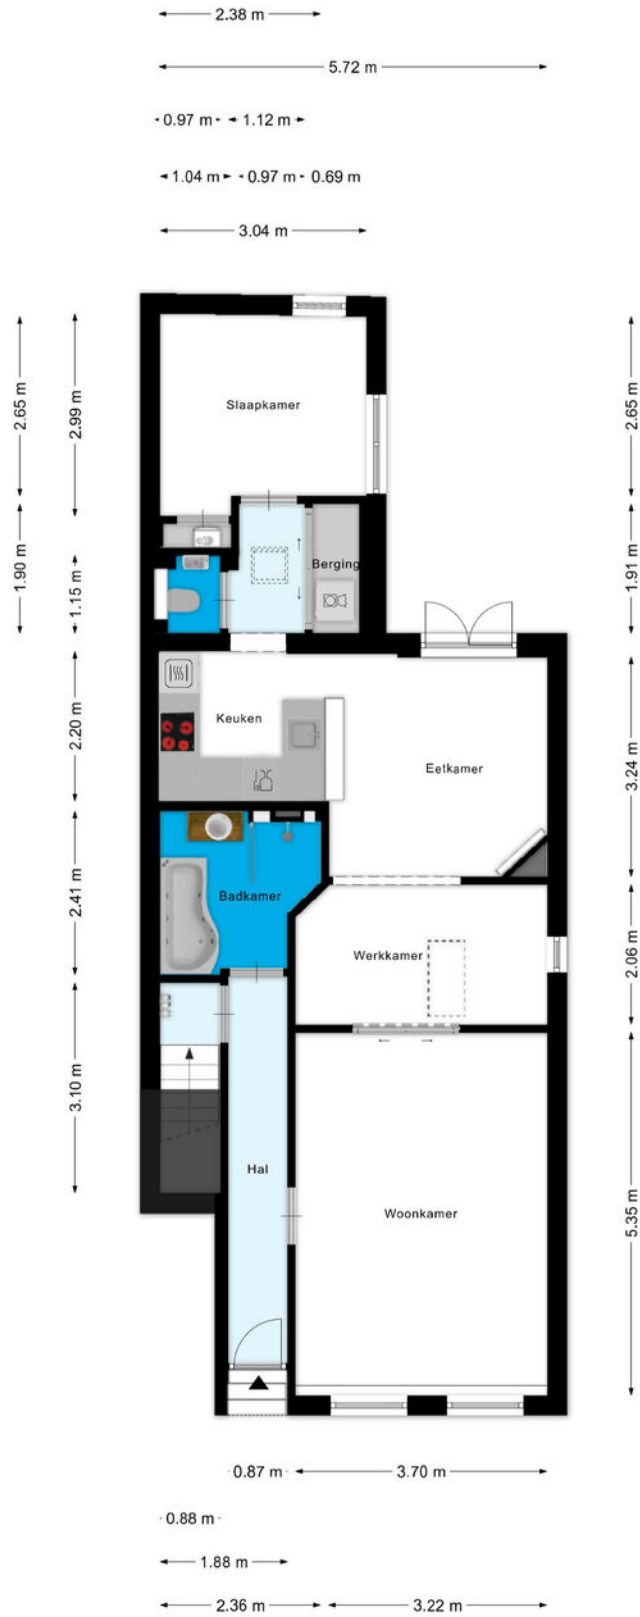 2.38 m
5.72 m
0.97 m 1.12 m
1.04 m 0.97 m 0.69 m
3.04 m
2.65 m
2.99 m
2.65 m
Slaapkamer
1.90 m
1.15 m
Berging
1.91 m
2.20 m
Keuken
Eetkamer
3.24 m
2.41 m
Badkamer
Werkkamer
2.06 m
3.10 m
Hal
Woonkamer
5.35 m
0.87 m 3.70 m
0.88 m
1.88 m
2.36 m 3.22 m